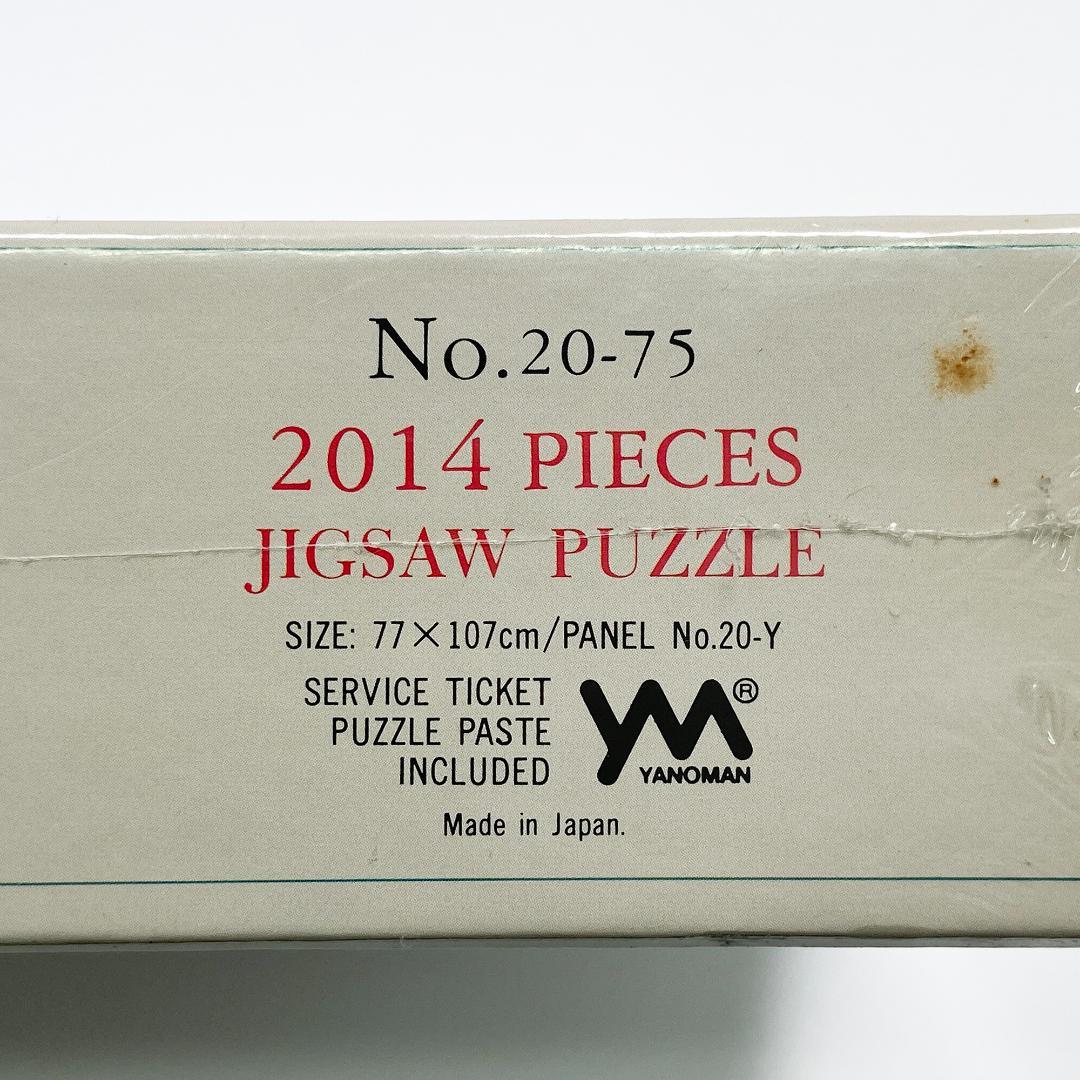 No.20-75
2014 PIECES
JIGSAW PUZZLE
SIZE: 77×107cm/PANEL No.20-Y
SERVICE TICKET
PUZZLE PASTE
INCLUDED
YM®
YANOMAN
Made in Japan.